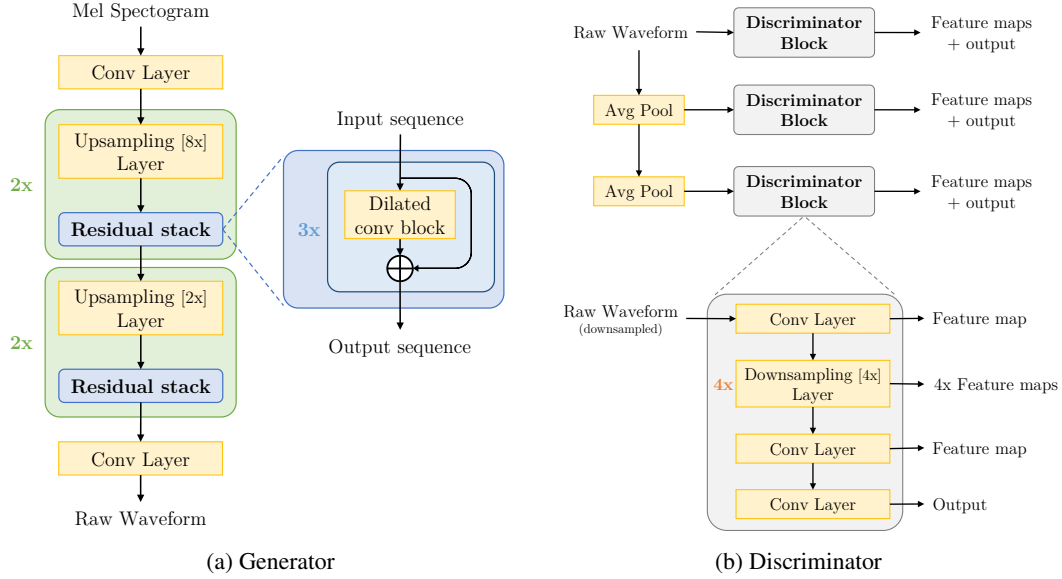 Mel Spectrogram
Conv Layer
2x
Upsampling [8x]
Layer
Residual stack
2x
Upsampling [2x]
Layer
Residual stack
Conv Layer
Raw Waveform
Input sequence
3x
Dilated
conv block
Output sequence
(a) Generator
Raw Waveform
Discriminator
Block
Feature maps
+ output
Avg Pool
Discriminator
Block
Feature maps
+ output
Avg Pool
Discriminator
Block
Feature maps
+ output
Raw Waveform
(downsampled)
Conv Layer
Feature map
4x
Downsampling [4x]
Layer
4x Feature maps
Conv Layer
Feature map
Conv Layer
Output
(b) Discriminator